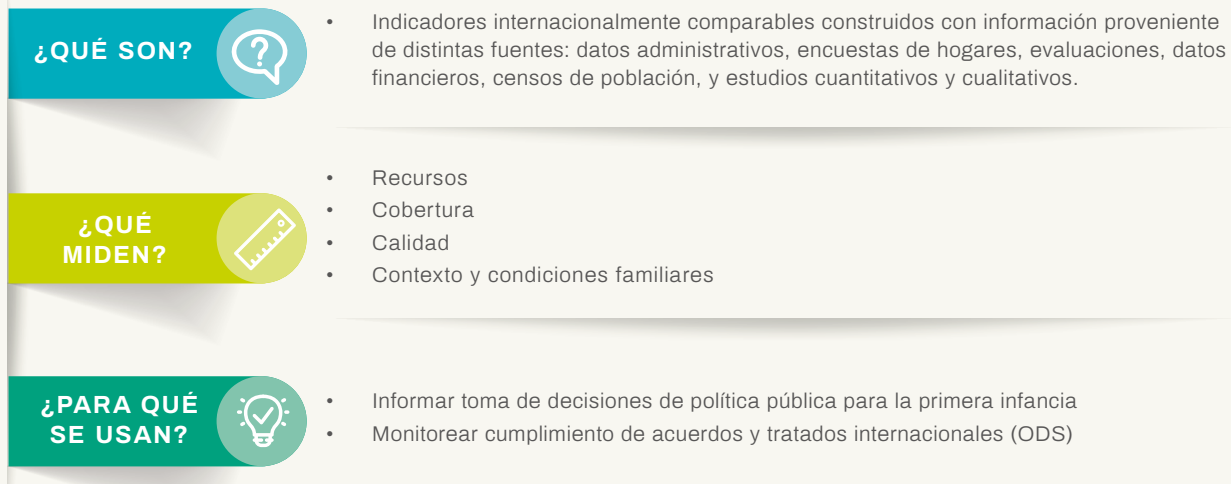 ¿QUÉ SON?
• Indicadores internacionalmente comparables construidos con información proveniente
de distintas fuentes: datos administrativos, encuestas de hogares, evaluaciones, datos
financieros, censos de población, y estudios cuantitativos y cualitativos.
¿QUÉ
MIDEN?
• Recursos
• Cobertura
• Calidad
• Contexto y condiciones familiares
¿PARA QUÉ
SE USAN?
• Informar toma de decisiones de política pública para la primera infancia
• Monitorear cumplimiento de acuerdos y tratados internacionales (ODS)